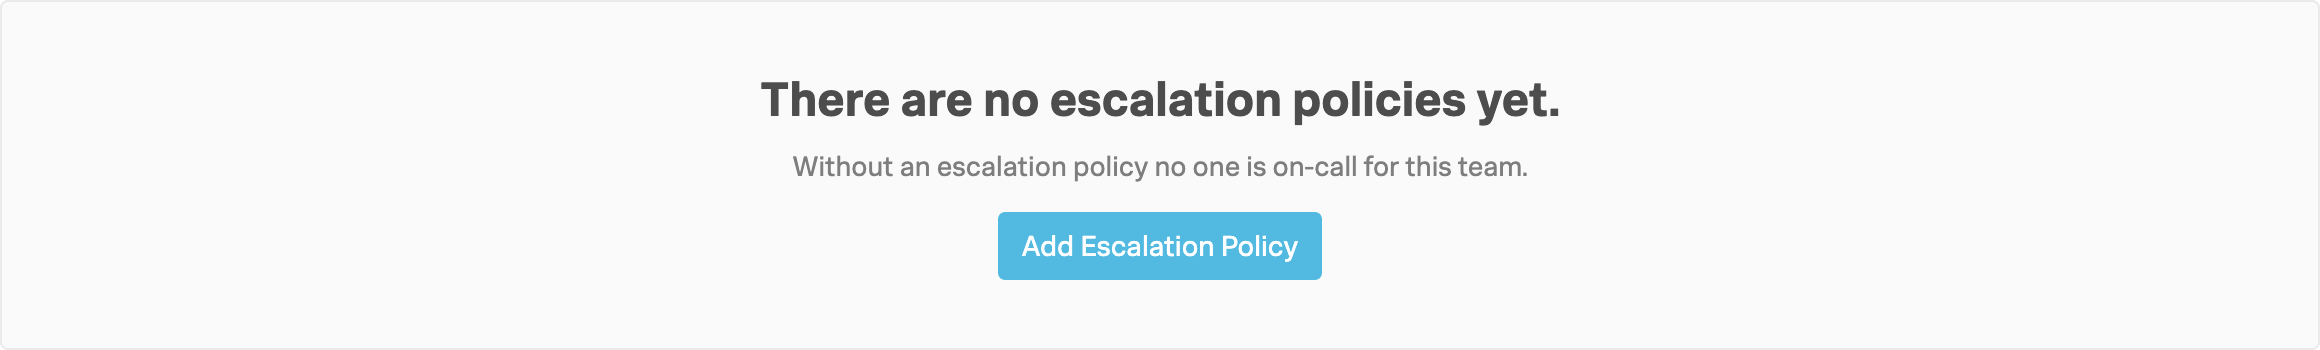 There are no escalation policies yet.
Without an escalation policy no one is on-call for this team.
Add Escalation Policy